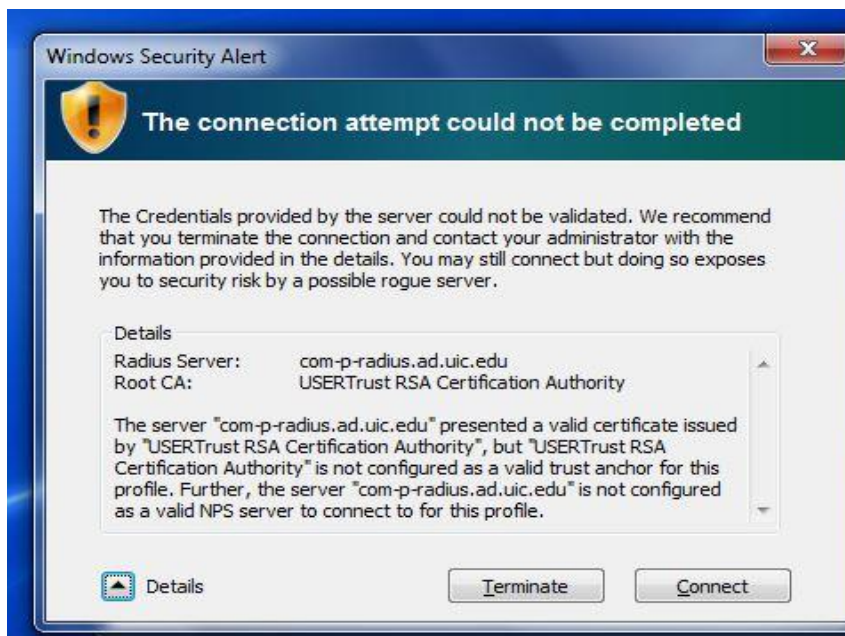 Windows Security Alert
The connection attempt could not be completed
The Credentials provided by the server could not be validated. We recommend
that you terminate the connection and contact your administrator with the
information provided in the details. You may still connect but doing so exposes
you to security risk by a possible rogue server.
Details
Radius Server: com-p-radius.ad.uic.edu
Root CA: USERTrust RSA Certification Authority
The server "com-p-radius.ad.uic.edu" presented a valid certificate issued
by "USERTrust RSA Certification Authority", but "USERTrust RSA
Certification Authority" is not configured as a valid trust anchor for this
profile. Further, the server "com-p-radius.ad.uic.edu" is not configured
as a valid NPS server to connect to for this profile.
Details
Terminate
Connect